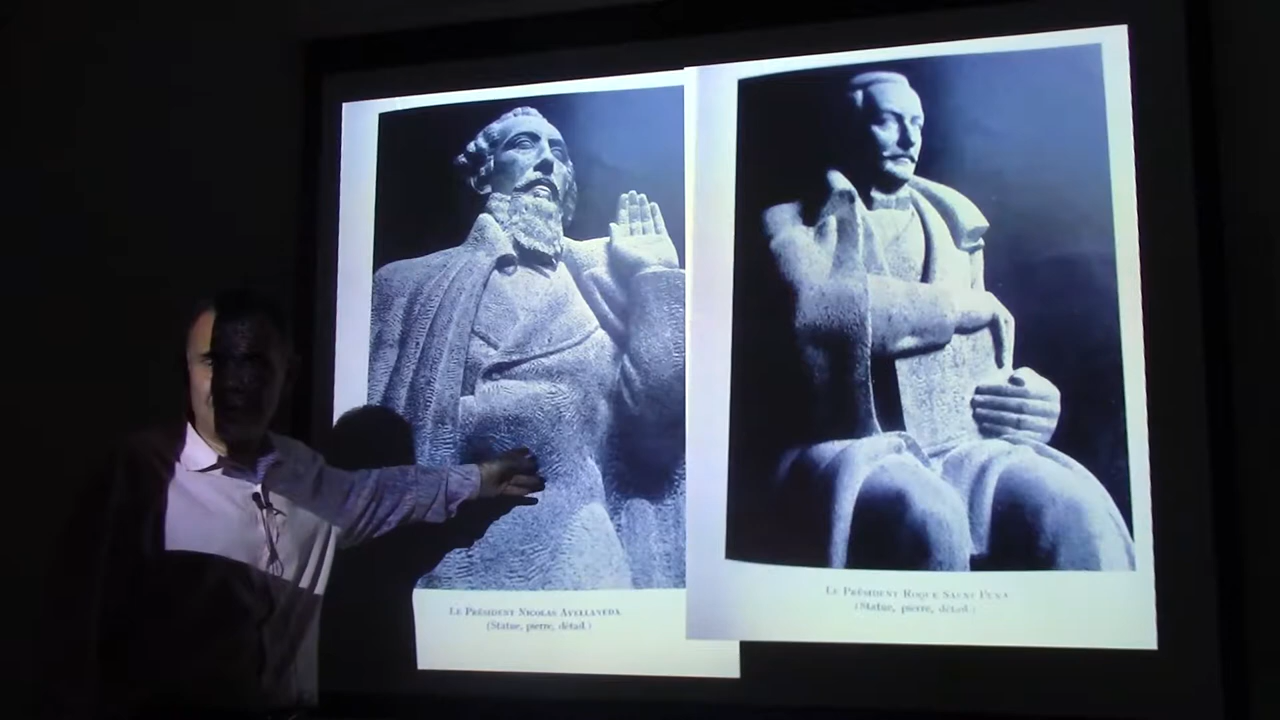 LE PRÉSIDENT NICOLAS AVELLANEDA
(Statue, pierre, détail)
LE PRÉSIDENT ROQUE SAENZ PEÑA
(Statue, pierre, détail)